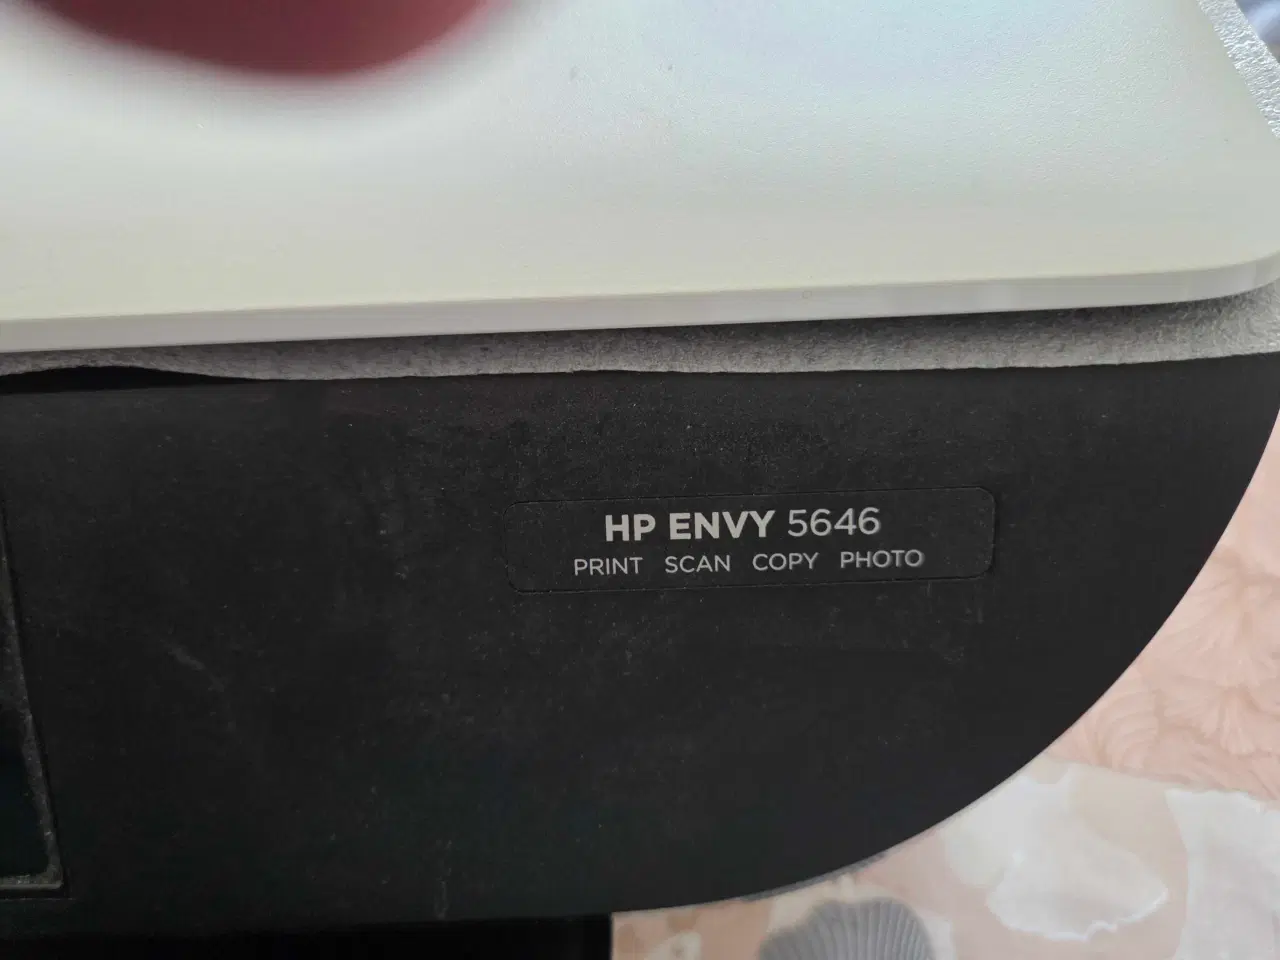 HP ENVY 5646
PRINT SCAN COPY PHOTO